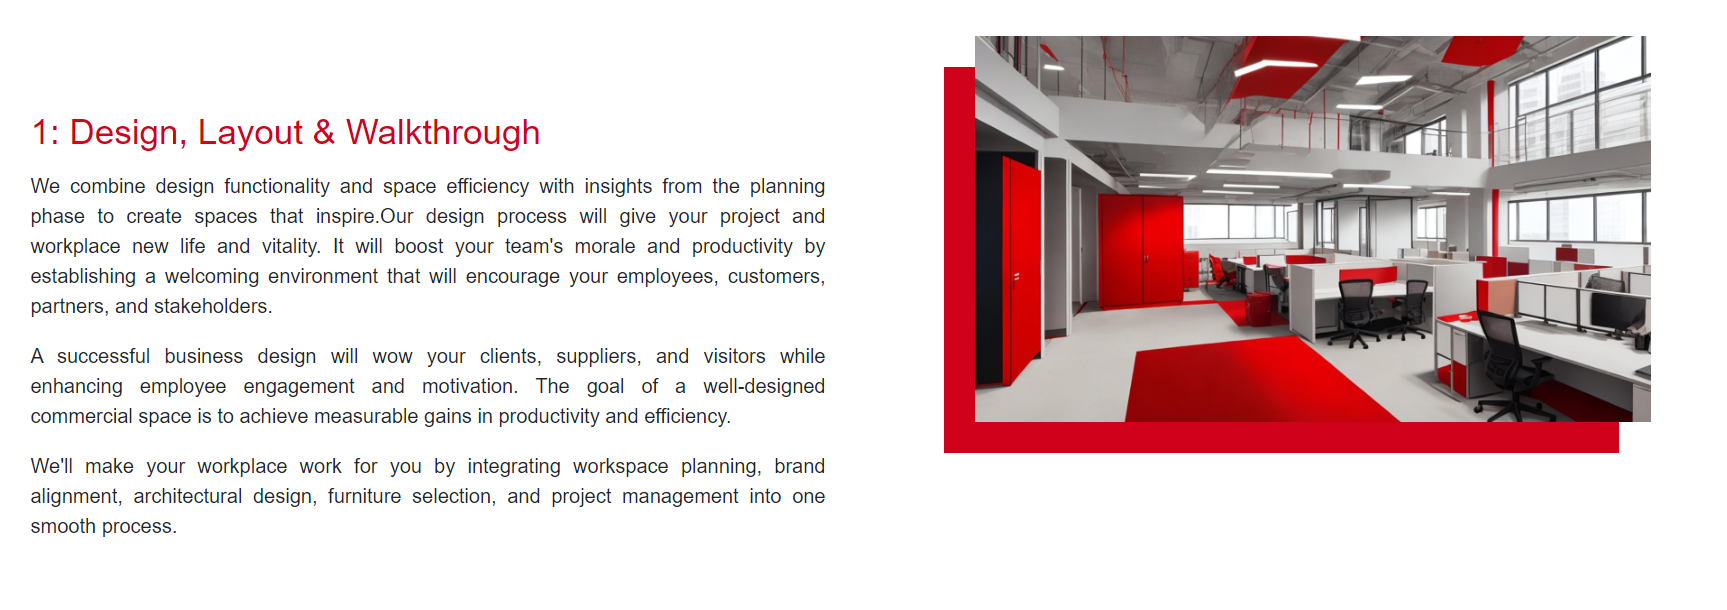 1: Design, Layout & Walkthrough
We combine design functionality and space efficiency with insights from the planning
phase to create spaces that inspire.Our design process will give your project and
workplace new life and vitality. It will boost your team's morale and productivity by
establishing a welcoming environment that will encourage your employees, customers,
partners, and stakeholders.
A successful business design will wow your clients, suppliers, and visitors while
enhancing employee engagement and motivation. The goal of a well-designed
commercial space is to achieve measurable gains in productivity and efficiency.
We'll make your workplace work for you by integrating workspace planning, brand
alignment, architectural design, furniture selection, and project management into one
smooth process.